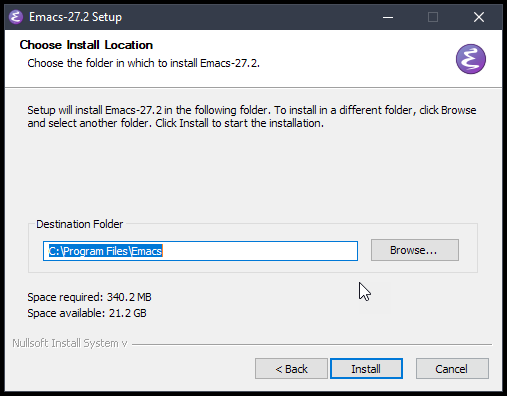 Emacs-27.2 Setup
Choose Install Location
Choose the folder in which to install Emacs-27.2.
Setup will install Emacs-27.2 in the following folder. To install in a different folder, click Browse
and select another folder. Click Install to start the installation.
Destination Folder
C:\Program Files\Emacs
Browse...
Space required: 340.2 MB
Space available: 21.2 GB
Nullsoft Install System v
< Back
Install
Cancel